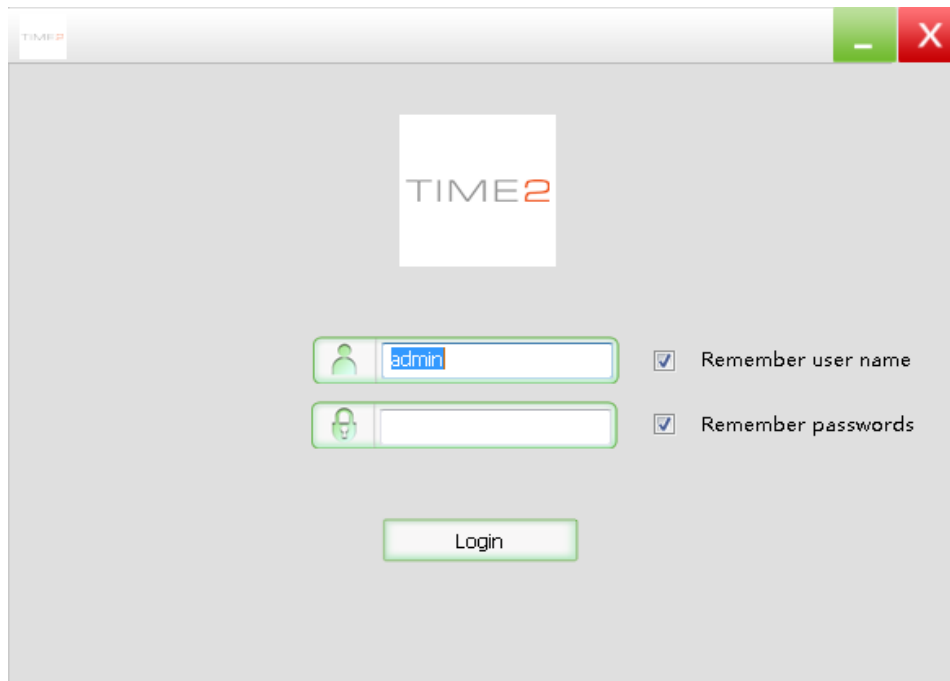 TIME2
TIME2
admin
Remember user name
Remember passwords
Login